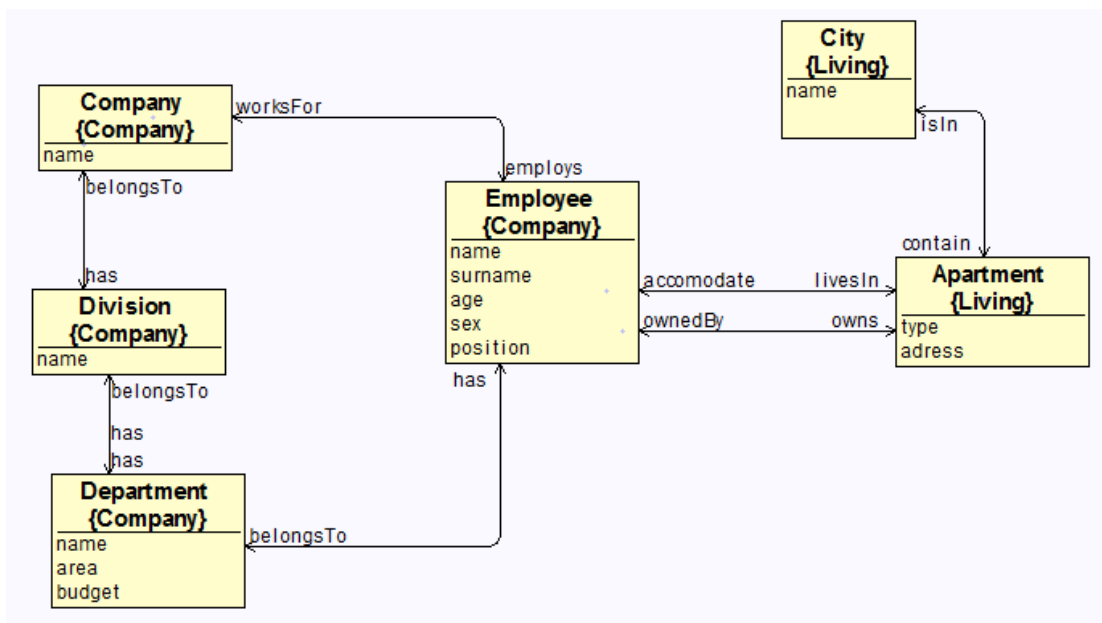 City
{Living}
name
isIn
Company
{Company}
name
worksFor
belongsTo
employs
Employee
{Company}
name
surname
age
sex
position
has
has
Division
{Company}
name
belongsTo
has
has
Department
{Company}
name
area
budget
belongsTo
accomodate
livesIn
ownedBy
owns
contain
Apartment
{Living}
type
adress